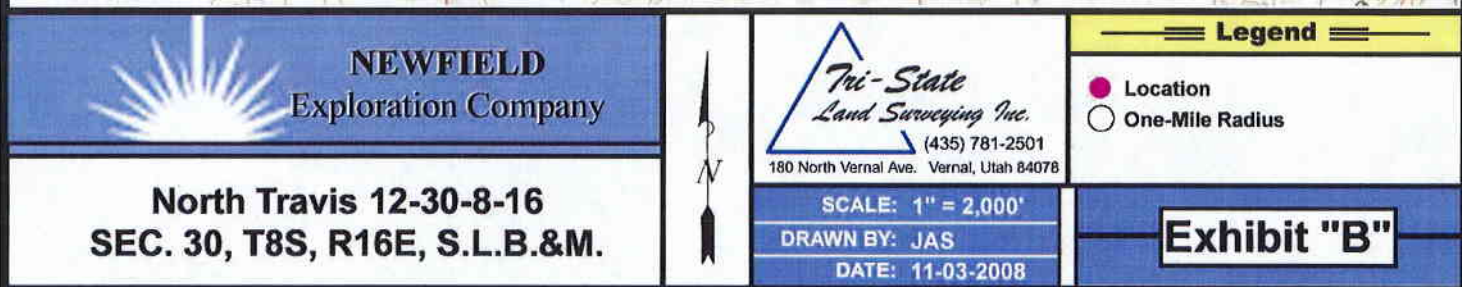 NEWFIELD
Exploration Company
North Travis 12-30-8-16
SEC. 30, T8S, R16E, S.L.B.&M.
N
Tri-State
Land Surveying Inc.
(435) 781-2501
180 North Vernal Ave. Vernal, Utah 84078
SCALE: 1" = 2,000'
DRAWN BY: JAS
DATE: 11-03-2008
Legend
Location
One-Mile Radius
Exhibit "B"